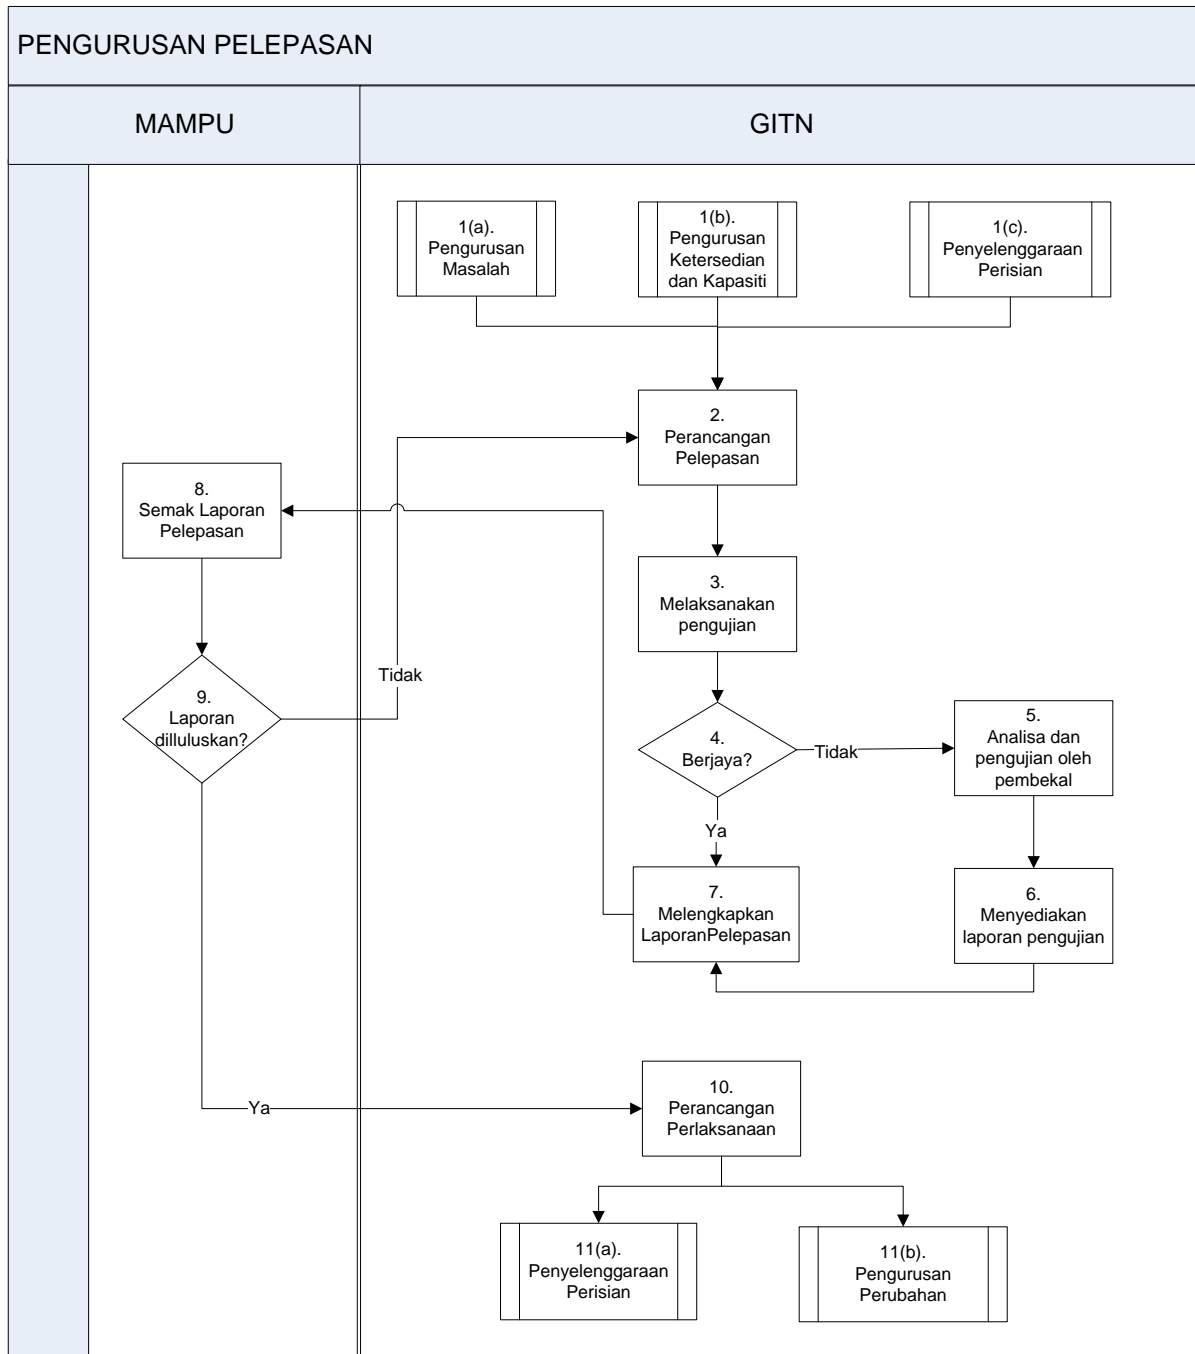 PENGURUSAN PELEPASAN
MAMPU
GITN
1(a).
Pengurusan
Masalah
1(b).
Pengurusan
Ketersedian
dan Kapasiti
1(c).
Penyelenggaraan
Perisian
2.
Perancangan
Pelepasan
8.
Semak Laporan
Pelepasan
3.
Melaksanakan
pengujian
9.
Laporan
dilluluskan?
Tidak
4.
Berjaya?
Tidak
5.
Analisa dan
pengujian oleh
pembekal
Ya
7.
Melengkapkan
LaporanPelepasan
6.
Menyediakan
laporan pengujian
Ya
10.
Perancangan
Perlaksanaan
11(a).
Penyelenggaraan
Perisian
11(b).
Pengurusan
Perubahan